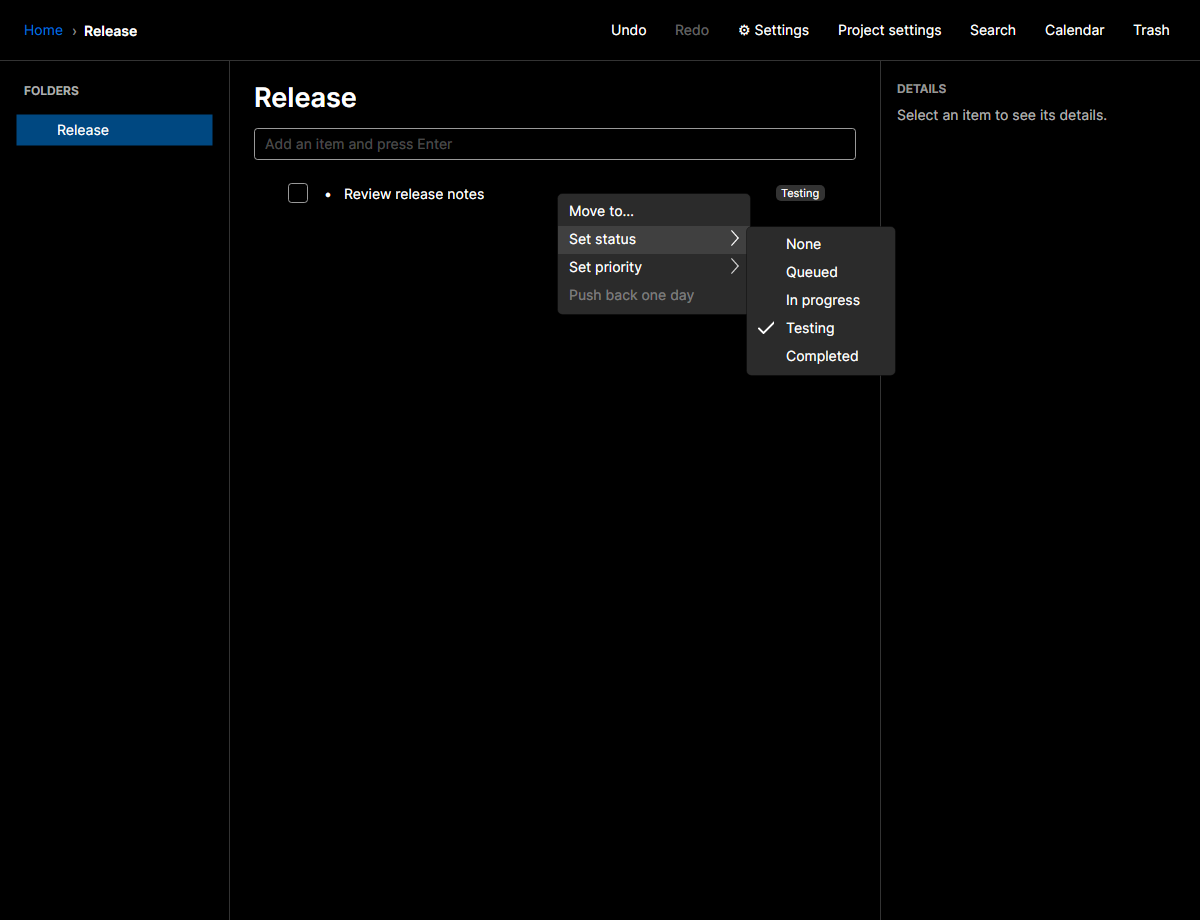 Home › Release
Undo Redo ⚙ Settings Project settings Search Calendar Trash
FOLDERS
Release
Release
Add an item and press Enter
• Review release notes
Testing
Move to...
Set status
Set priority
Push back one day
None
Queued
In progress
Testing
Completed
DETAILS
Select an item to see its details.